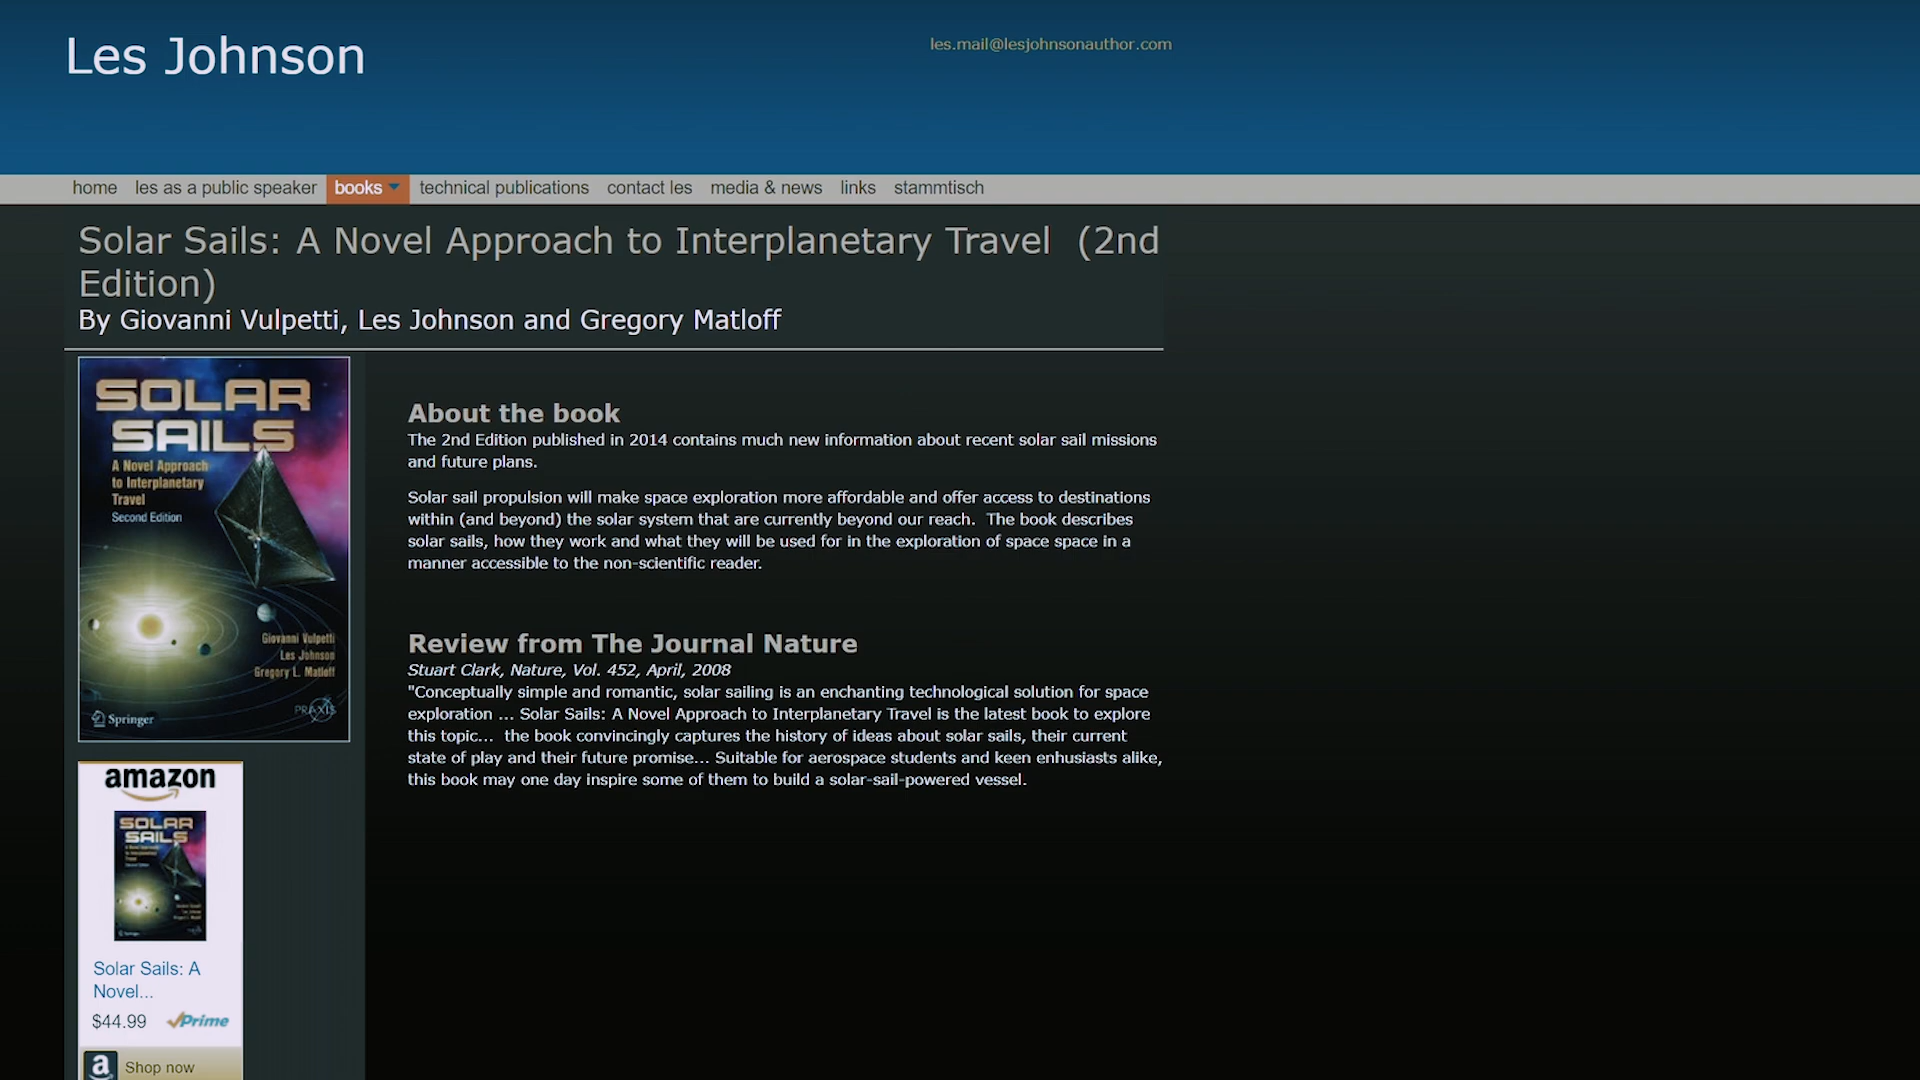 Les Johnson
les.mail@lesjohnsonauthor.com
home les as a public speaker books technical publications contact les media & news links stammtisch
Solar Sails: A Novel Approach to Interplanetary Travel (2nd
Edition)
By Giovanni Vulpetti, Les Johnson and Gregory Matloff
SOLAR
SAILS
A Novel Approach
to Interplanetary
Travel
Second Edition
Giovanni Vulpetti
Les Johnson
Gregory L. Matloff
Springer
PRAXIS
About the book
The 2nd Edition published in 2014 contains much new information about recent solar sail missions
and future plans.
Solar sail propulsion will make space exploration more affordable and offer access to destinations
within (and beyond) the solar system that are currently beyond our reach. The book describes
solar sails, how they work and what they will be used for in the exploration of space space in a
manner accessible to the non-scientific reader.
Review from The Journal Nature
Stuart Clark, Nature, Vol. 452, April, 2008
"Conceptually simple and romantic, solar sailing is an enchanting technological solution for space
exploration ... Solar Sails: A Novel Approach to Interplanetary Travel is the latest book to explore
this topic... the book convincingly captures the history of ideas about solar sails, their current
state of play and their future promise... Suitable for aerospace students and keen enhusiasts alike,
this book may one day inspire some of them to build a solar-sail-powered vessel.
amazon
SOLAR
SAILS
Solar Sails: A
Novel...
$44.99 Prime
a Shop now